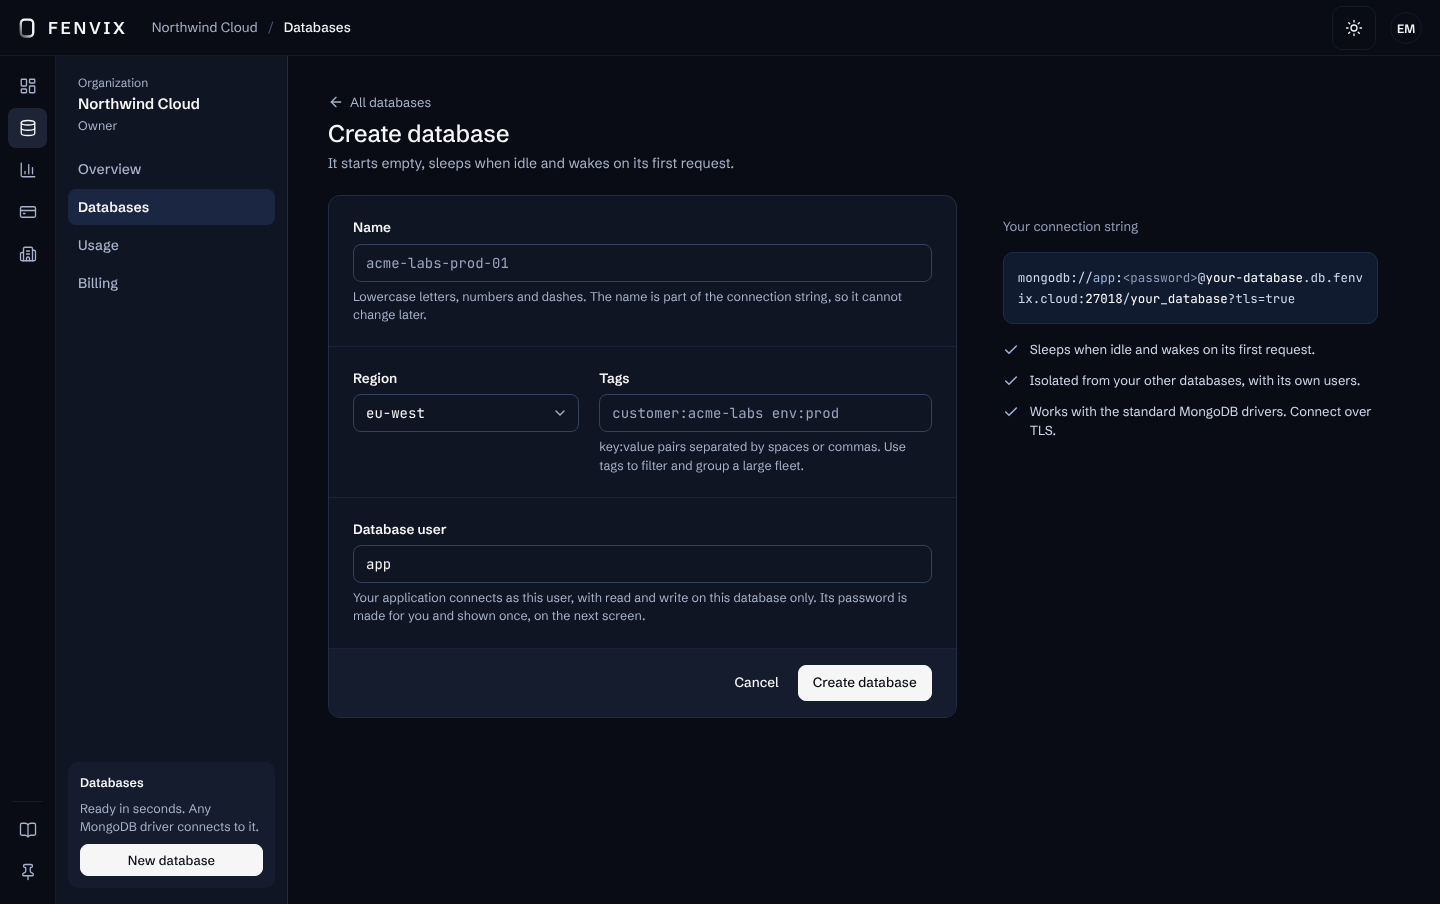 FENVIX
Northwind Cloud / Databases
EM
Organization
Northwind Cloud
Owner
Overview
Databases
Usage
Billing
Databases
Ready in seconds. Any
MongoDB driver connects to it.
New database
All databases
Create database
It starts empty, sleeps when idle and wakes on its first request.
Name
acme-labs-prod-01
Lowercase letters, numbers and dashes. The name is part of the connection string, so it cannot
change later.
Region
eu-west
Tags
customer:acme-labs env:prod
key:value pairs separated by spaces or commas. Use
tags to filter and group a large fleet.
Database user
app
Your application connects as this user, with read and write on this database only. Its password is
made for you and shown once, on the next screen.
Cancel
Create database
Your connection string
mongodb://app:<password>@your-database.db.fenv
ix.cloud:27018/your_database?tls=true
Sleeps when idle and wakes on its first request.
Isolated from your other databases, with its own users.
Works with the standard MongoDB drivers. Connect over
TLS.